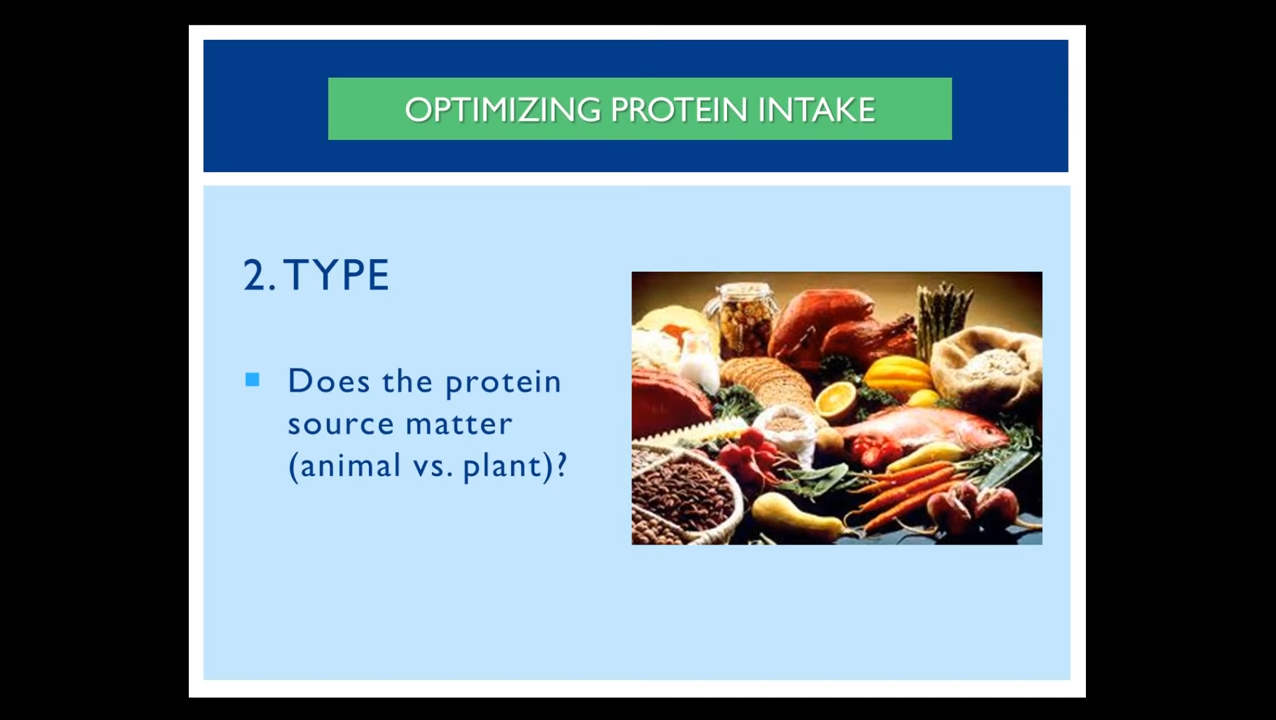 OPTIMIZING PROTEIN INTAKE
2. TYPE
Does the protein
source matter
(animal vs. plant)?